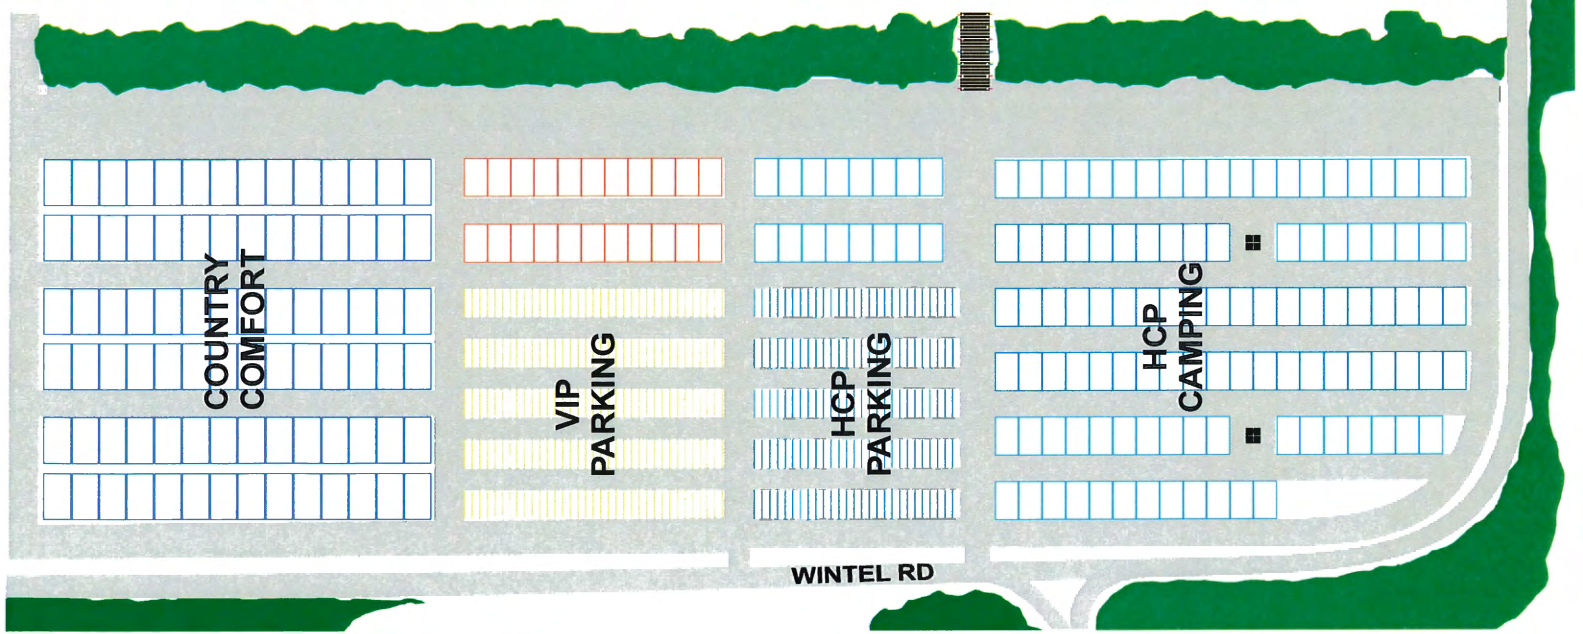 COUNTRY
COMFORT
VIP
PARKING
HCP
PARKING
HCP
CAMPING
WINTEL RD